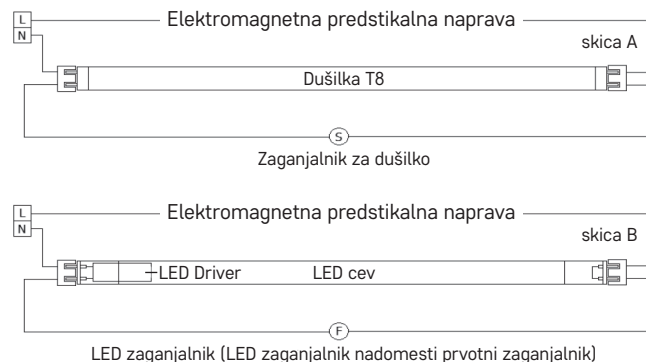 L
Elektromagnetna predstikalna naprava
N
skica A
Dušilka T8
S
Zaganjalnik za dušilko
L
Elektromagnetna predstikalna naprava
N
skica B
LED Driver
LED cev
F
LED zaganjalnik (LED zaganjalnik nadomesti prvotni zaganjalnik)